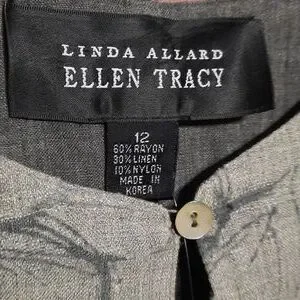 LINDA ALLARD
ELLEN TRACY
12
60% RAYON
30% LINEN
10% NYLON
MADE IN
KOREA